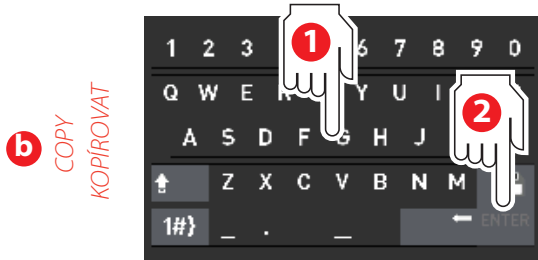 b
COPY
KOPÍROVAT
1 2 3 6 7 8 9 0
1
Q W E Y U I
2
A S D F G H J
Z X C V B N M
1#} _ . _ ENTER